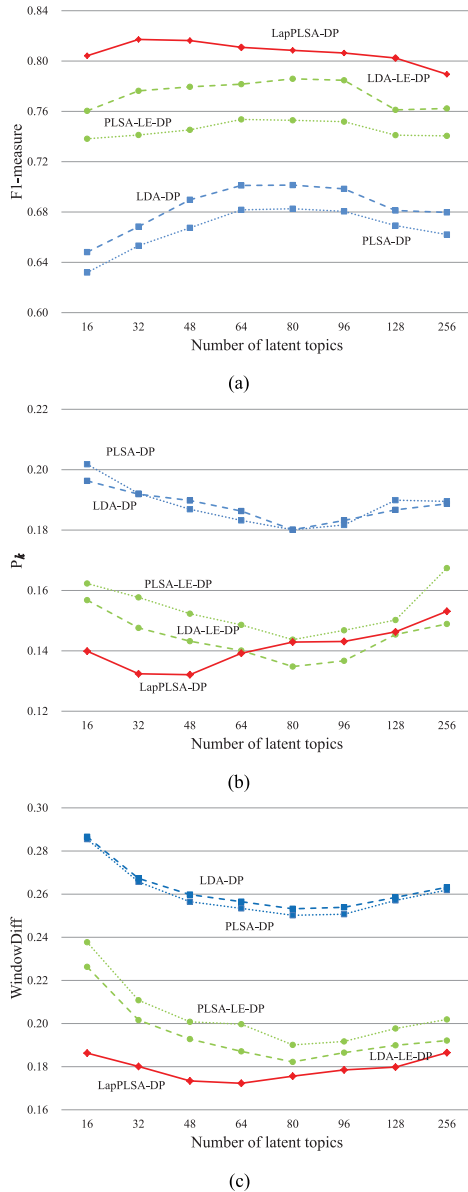 0.84
LapPLSA-DP
0.80
LDA-LE-DP
0.76
PLSA-LE-DP
F1-measure
0.72
LDA-DP
0.68
PLSA-DP
0.64
0.60
16 32 48 64 80 96 128 256
Number of latent topics
(a)
0.22
PLSA-DP
0.20
LDA-DP
0.18
Pk
0.16
PLSA-LE-DP
LDA-LE-DP
0.14
LapPLSA-DP
0.12
16 32 48 64 80 96 128 256
Number of latent topics
(b)
0.30
0.28
LDA-DP
0.26
PLSA-DP
0.24
WindowDiff
0.22
PLSA-LE-DP
0.20
LDA-LE-DP
0.18
LapPLSA-DP
0.16
16 32 48 64 80 96 128 256
Number of latent topics
(c)